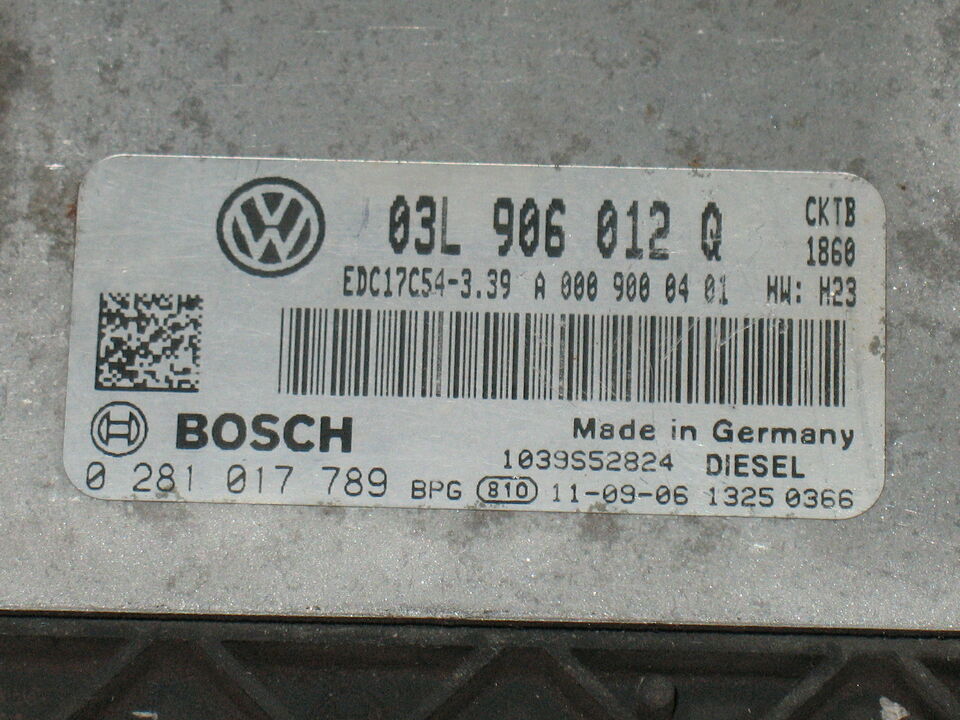 03L 906 012 Q
CKTB
1860
EDC17C54-3.39 A 000 900 04 01 HW: H23
BOSCH
Made in Germany
1039S52824 DIESEL
0 281 017 789 BPG 810 11-09-06 1325 0366